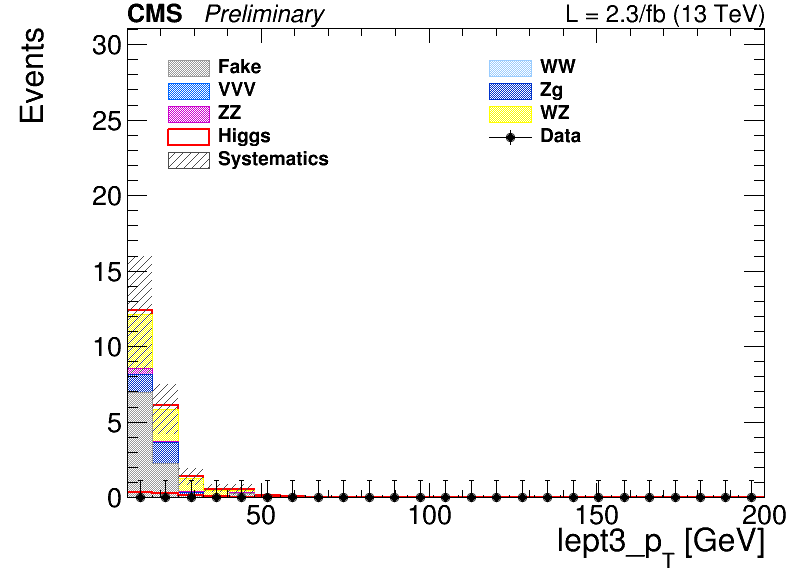 CMS Preliminary L = 2.3/fb (13 TeV)
Events
30
25
20
15
10
5
0
Fake
VVV
ZZ
Higgs
Systematics
WW
Zg
WZ
Data
50 100 150 200
lept3_p_T [GeV]